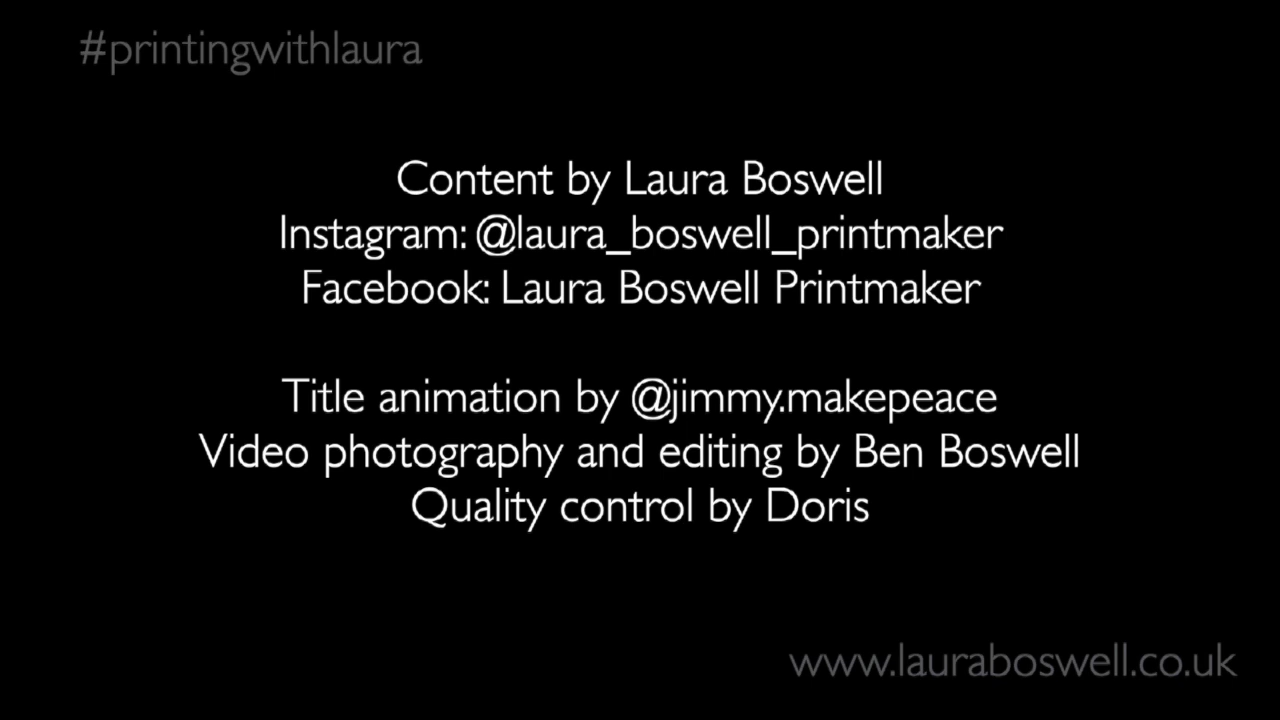 #printingwithlaura
Content by Laura Boswell
Instagram: @laura_boswell_printmaker
Facebook: Laura Boswell Printmaker
Title animation by @jimmy.makepeace
Video photography and editing by Ben Boswell
Quality control by Doris
www.lauraboswell.co.uk